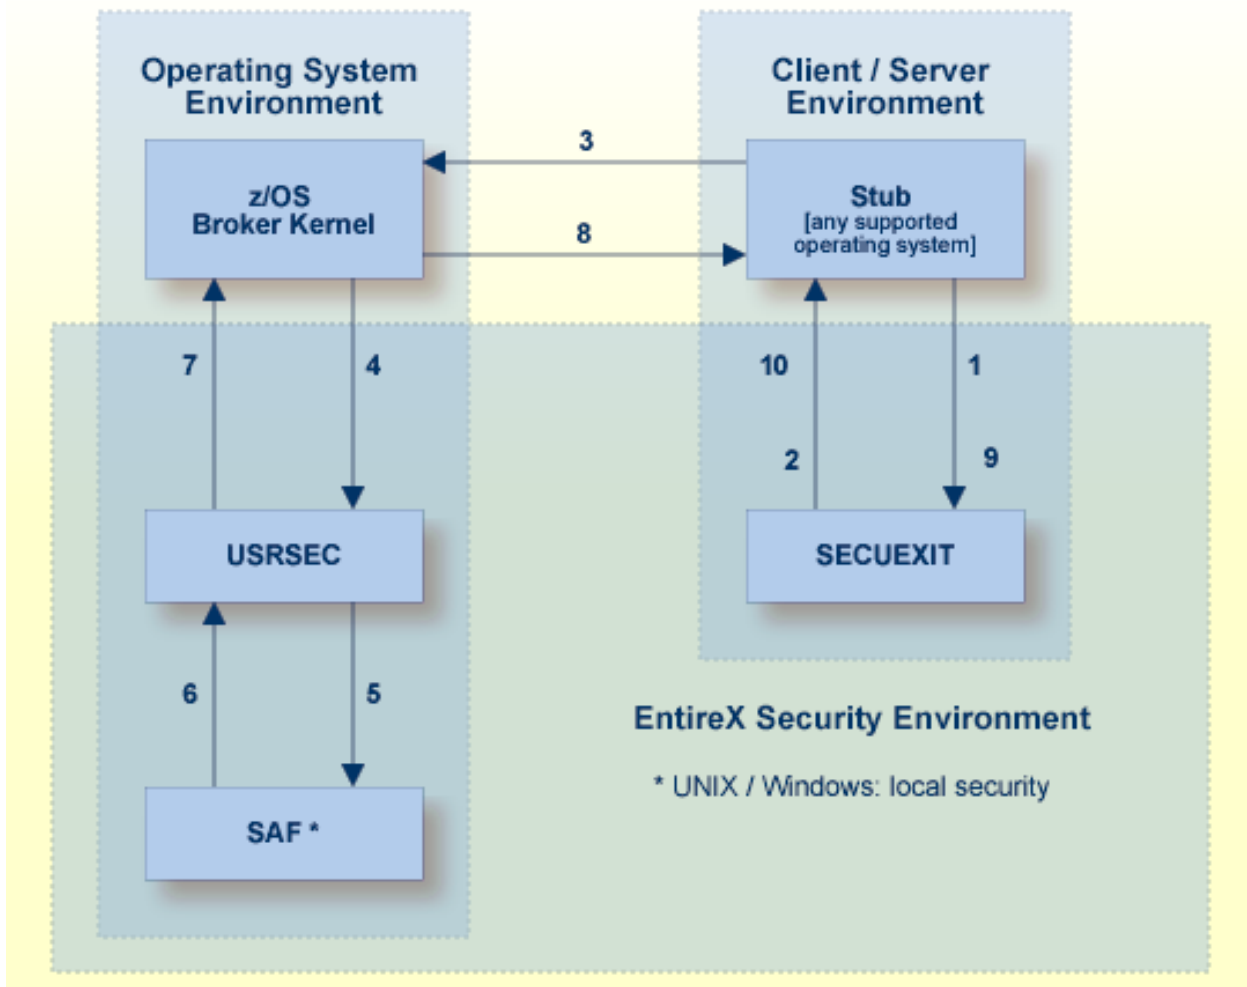 Operating System
Environment
Client / Server
Environment
3
z/OS
Broker Kernel
Stub
[any supported
operating system]
8
7
4
10
1
2
9
USRSEC
SECUEXIT
6
5
EntireX Security Environment
* UNIX / Windows: local security
SAF *